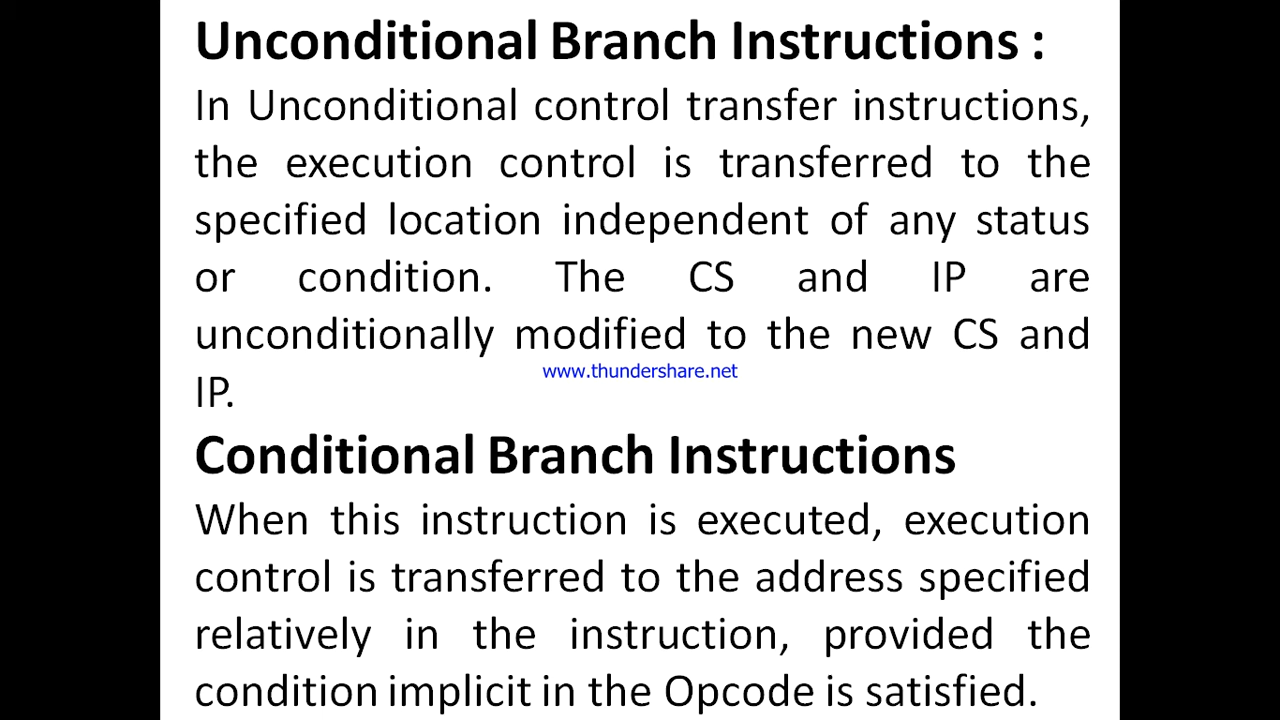 Unconditional Branch Instructions :
In Unconditional control transfer instructions,
the execution control is transferred to the
specified location independent of any status
or condition. The CS and IP are
unconditionally modified to the new CS and
www.thundershare.net
IP.
Conditional Branch Instructions
When this instruction is executed, execution
control is transferred to the address specified
relatively in the instruction, provided the
condition implicit in the Opcode is satisfied.